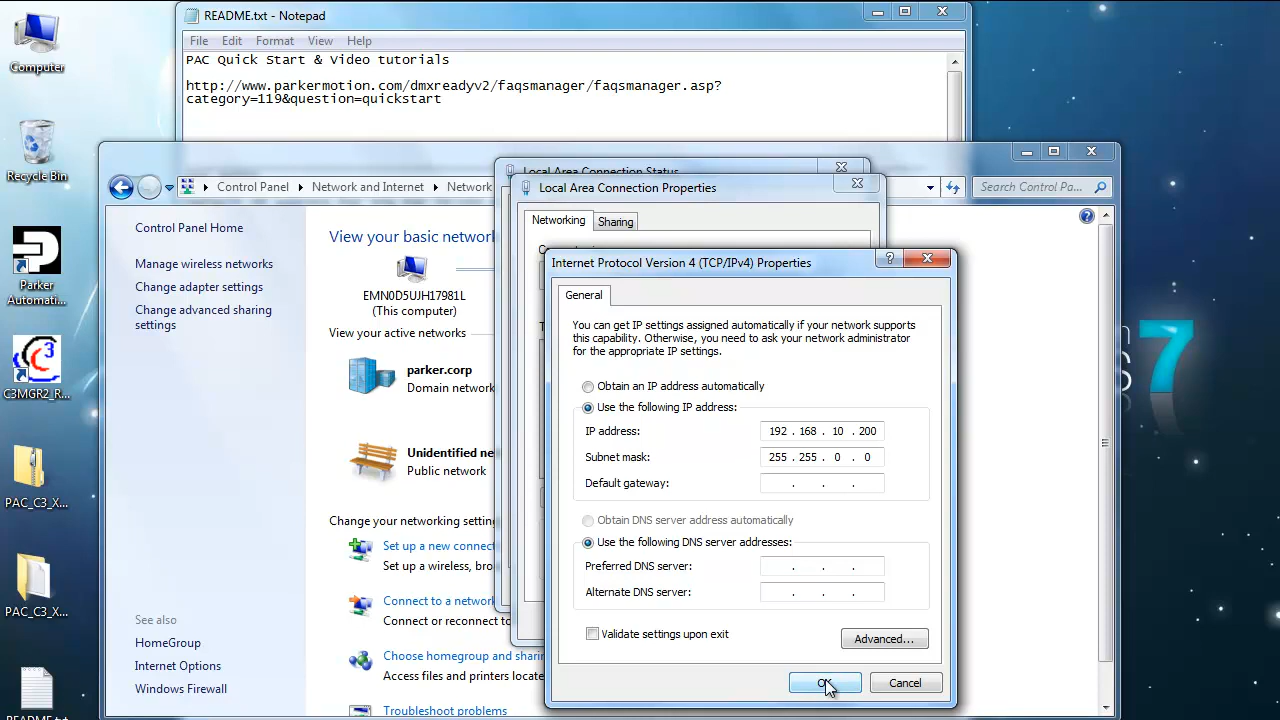 README.txt - Notepad
File Edit Format View Help
PAC Quick Start & Video tutorials
http://www.parkermotion.com/dmxreadyv2/faqsmanager/faqsmanager.asp?
category=119&question=quickstart
Computer
Recycle Bin
Parker
Automati...
C3MGR2_R...
PAC_C3_X...
PAC_C3_X...
README.txt
Control Panel Network and Internet Network
Search Control Pa...
Control Panel Home
Manage wireless networks
Change adapter settings
Change advanced sharing
settings
See also
HomeGroup
Internet Options
Windows Firewall
View your basic network
EMN0D5UJH17981L
(This computer)
View your active networks
parker.corp
Domain network
Unidentified ne
Public network
Change your networking settin
Set up a new connect
Set up a wireless, bro
Connect to a network
Connect or reconnect to
Choose homegroup and sharin
Access files and printers locate
Troubleshoot problems
Local Area Connection Status
Local Area Connection Properties
Networking Sharing
Internet Protocol Version 4 (TCP/IPv4) Properties
General
You can get IP settings assigned automatically if your network supports
this capability. Otherwise, you need to ask your network administrator
for the appropriate IP settings.
Obtain an IP address automatically
Use the following IP address:
IP address: 192 . 168 . 10 . 200
Subnet mask: 255 . 255 . 0 . 0
Default gateway: . . .
Obtain DNS server address automatically
Use the following DNS server addresses:
Preferred DNS server: . . .
Alternate DNS server: . . .
Validate settings upon exit
Advanced...
OK Cancel
7